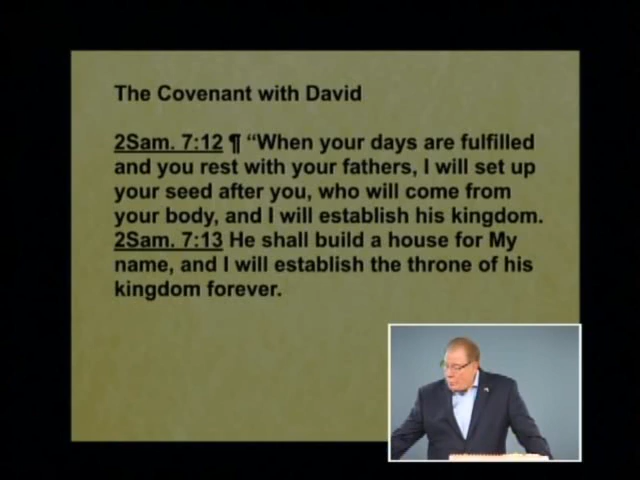 The Covenant with David
2Sam. 7:12 ¶ “When your days are fulfilled
and you rest with your fathers, I will set up
your seed after you, who will come from
your body, and I will establish his kingdom.
2Sam. 7:13 He shall build a house for My
name, and I will establish the throne of his
kingdom forever.